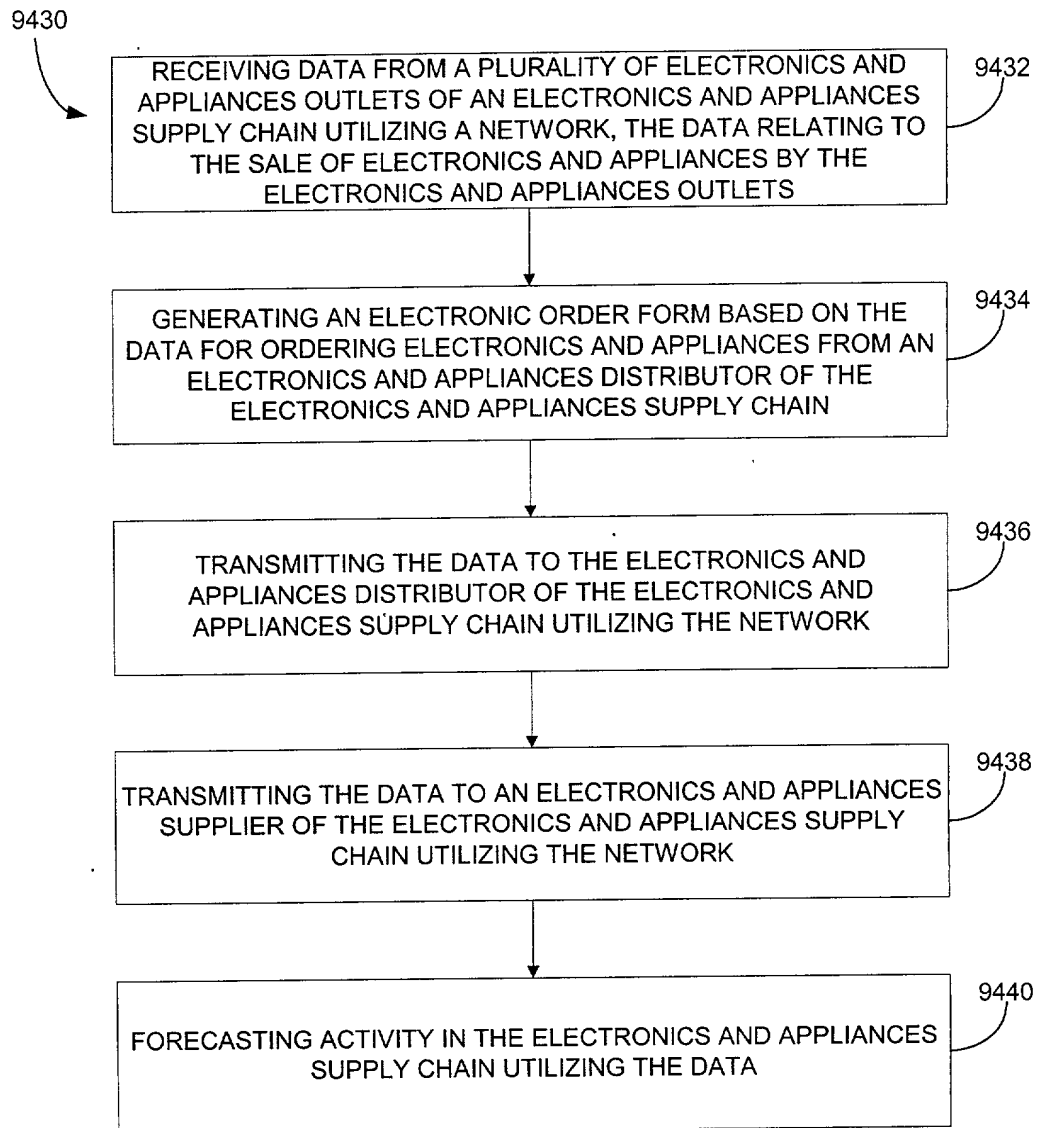 9430
RECEIVING DATA FROM A PLURALITY OF ELECTRONICS AND
APPLIANCES OUTLETS OF AN ELECTRONICS AND APPLIANCES
SUPPLY CHAIN UTILIZING A NETWORK, THE DATA RELATING TO
THE SALE OF ELECTRONICS AND APPLIANCES BY THE
ELECTRONICS AND APPLIANCES OUTLETS
9432
GENERATING AN ELECTRONIC ORDER FORM BASED ON THE
DATA FOR ORDERING ELECTRONICS AND APPLIANCES FROM AN
ELECTRONICS AND APPLIANCES DISTRIBUTOR OF THE
ELECTRONICS AND APPLIANCES SUPPLY CHAIN
9434
TRANSMITTING THE DATA TO THE ELECTRONICS AND
APPLIANCES DISTRIBUTOR OF THE ELECTRONICS AND
APPLIANCES SUPPLY CHAIN UTILIZING THE NETWORK
9436
TRANSMITTING THE DATA TO AN ELECTRONICS AND APPLIANCES
SUPPLIER OF THE ELECTRONICS AND APPLIANCES SUPPLY
CHAIN UTILIZING THE NETWORK
9438
FORECASTING ACTIVITY IN THE ELECTRONICS AND APPLIANCES
SUPPLY CHAIN UTILIZING THE DATA
9440